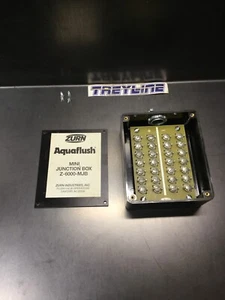 TREYLINE
ZURN
Aquaflush®
MINI
JUNCTION BOX
Z-6000-MJB
ZURN INDUSTRIES, INC.